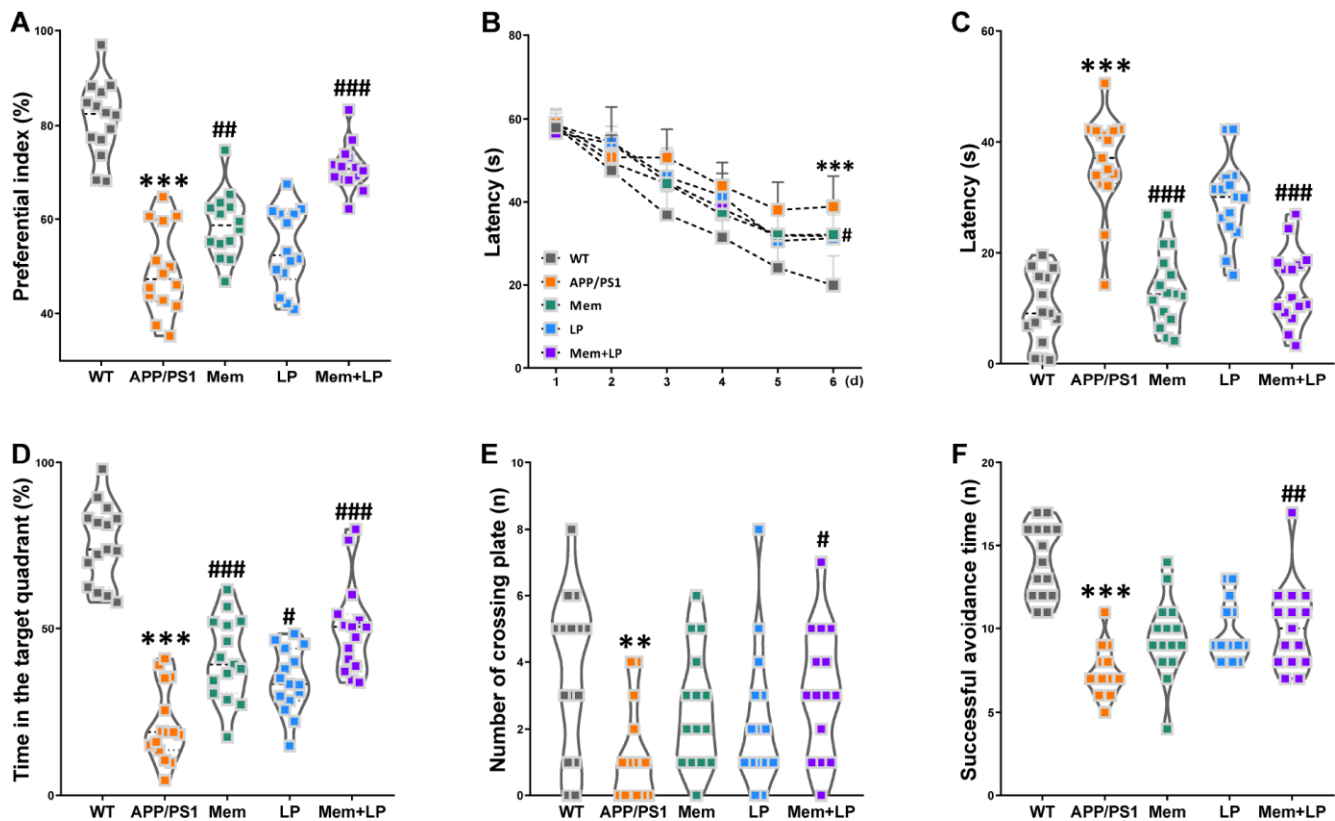 A
Preferential index (%)
100
80
60
40
***
##
###
WT APP/PS1 Mem LP Mem+LP
B
Latency (s)
80
60
40
20
0
***
#
WT
APP/PS1
Mem
LP
Mem+LP
1 2 3 4 5 6 (d)
C
Latency (s)
60
40
20
0
***
###
###
WT APP/PS1 Mem LP Mem+LP
D
Time in the target quadrant (%)
100
50
0
***
###
#
###
WT APP/PS1 Mem LP Mem+LP
E
Number of crossing plate (n)
10
8
6
4
2
0
**
#
WT APP/PS1 Mem LP Mem+LP
F
Successful avoidance time (n)
20
15
10
5
0
***
##
WT APP/PS1 Mem LP Mem+LP